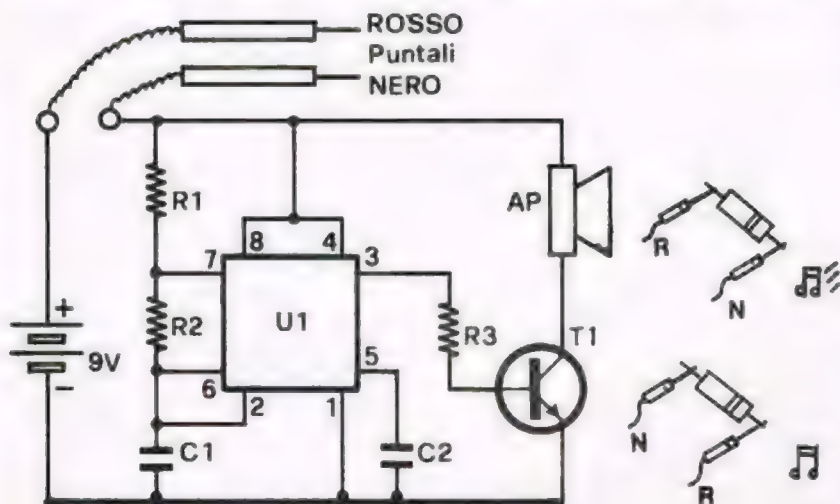 ROSSO
Puntali
NERO
R1
AP
8 4
7 3
R
R2
U1
R3
T1
N
+
9V
5
6
2 1
-
N
C1
C2
R